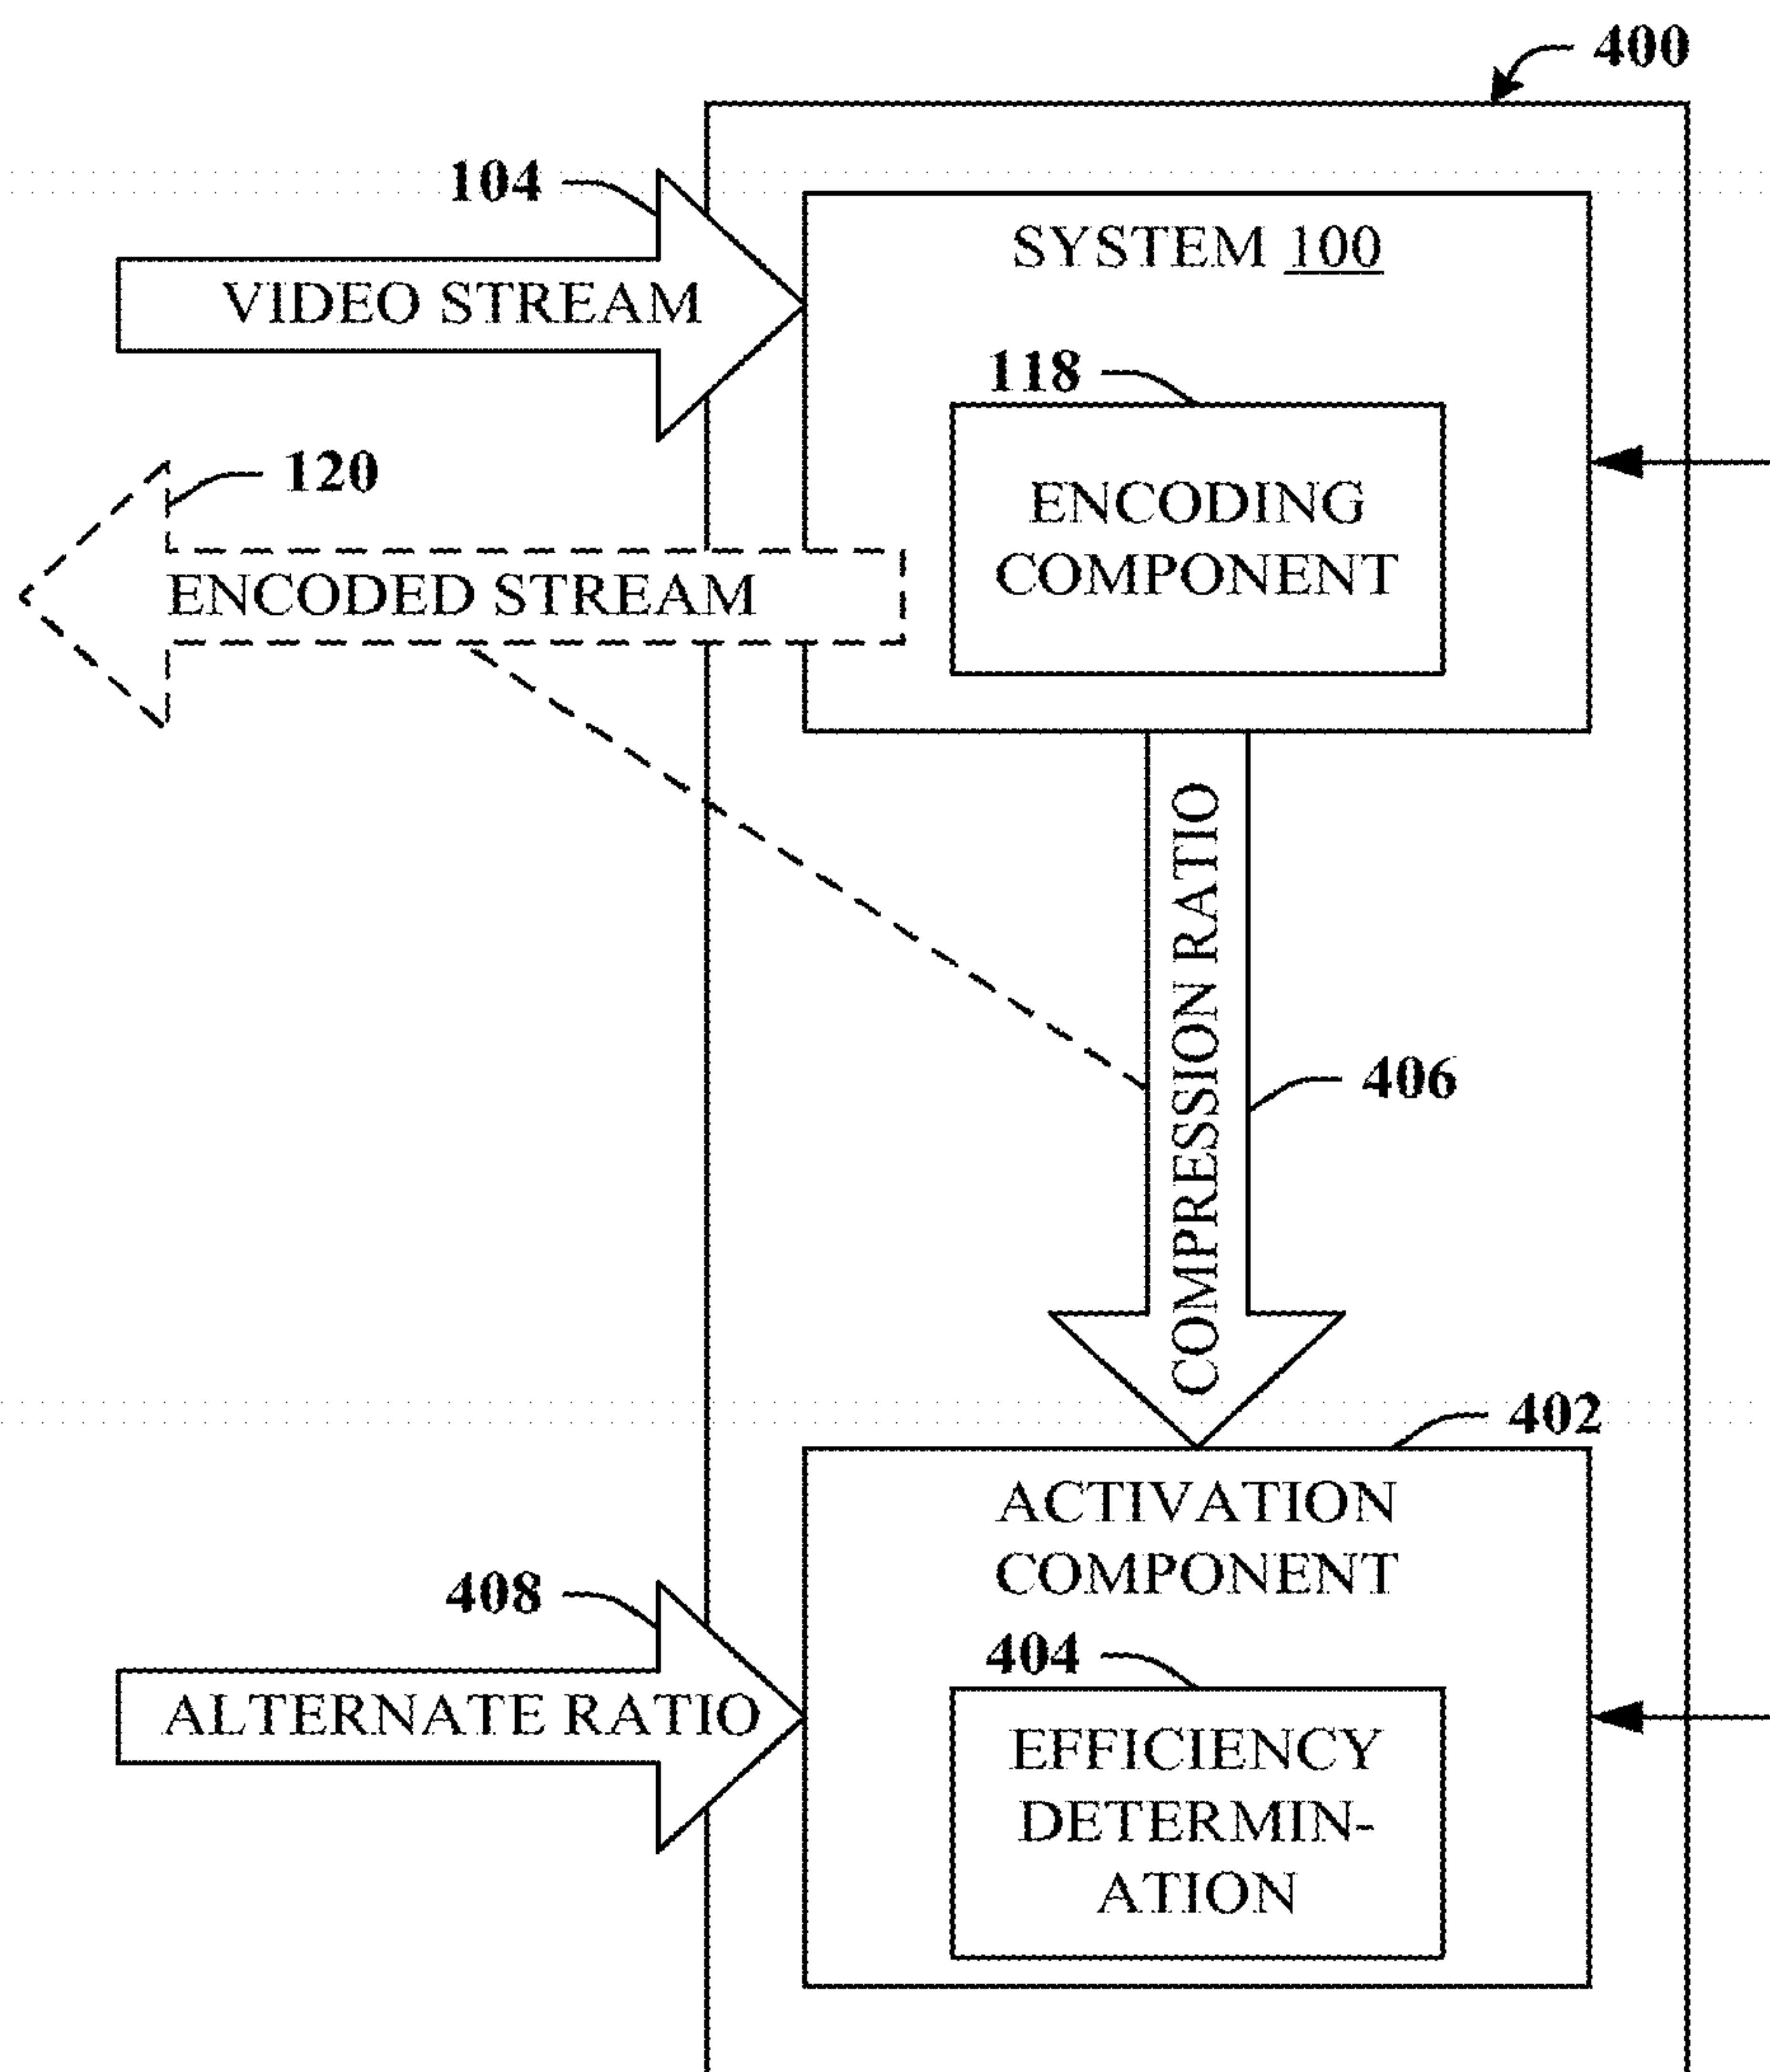 400
104
SYSTEM 100
VIDEO STREAM
118
120
ENCODING
COMPONENT
ENCODED STREAM
COMPRESSION RATIO
406
402
ACTIVATION
COMPONENT
408
404
ALTERNATE RATIO
EFFICIENCY
DETERMIN-
ATION